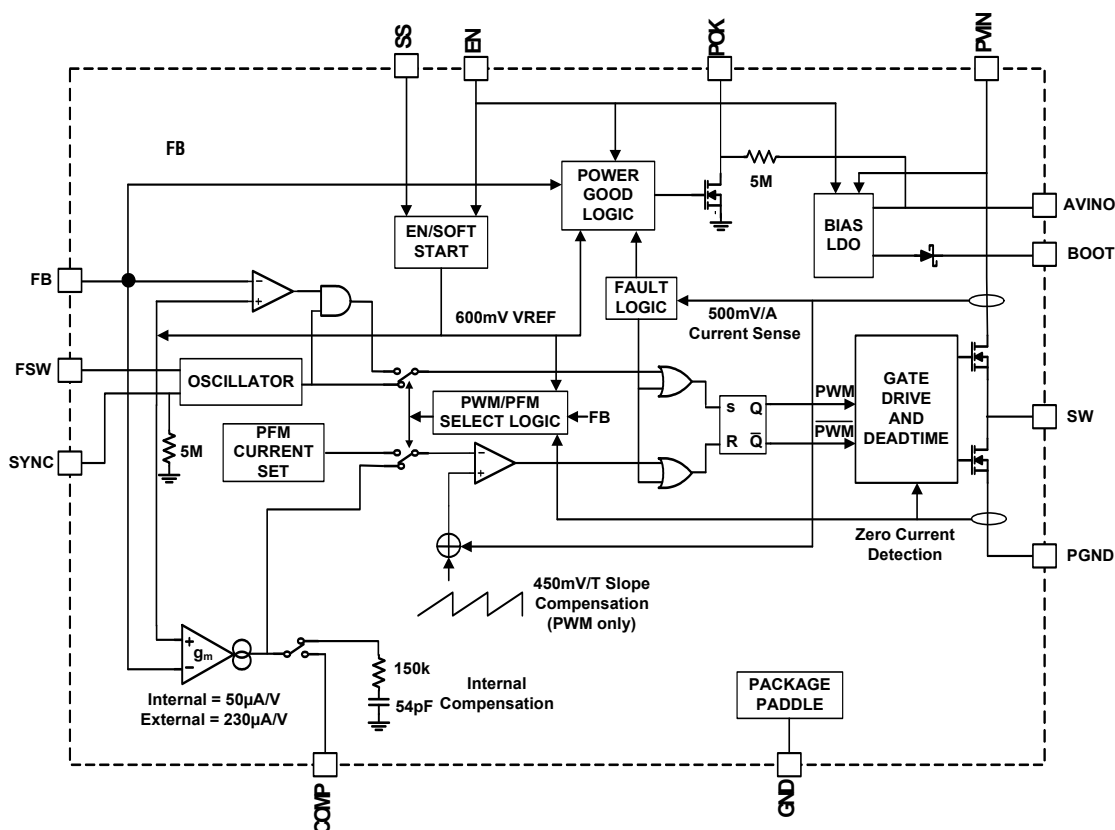 SS
EN
POK
PVIN
FB
POWER
GOOD
LOGIC
5M
BIAS
LDO
AVINO
BOOT
EN/SOFT
START
FB
FAULT
LOGIC
500mV/A
Current Sense
600mV VREF
FSW
OSCILLATOR
PWM/PFM
SELECT LOGIC
FB
S Q
R Q̅
PWM
P̅W̅M̅
GATE
DRIVE
AND
DEADTIME
SW
SYNC
5M
PFM
CURRENT
SET
−
+
−
+
Zero Current
Detection
PGND
450mV/T Slope
Compensation
(PWM only)
+
gm
−
150k
54pF
Internal
Compensation
Internal = 50µA/V
External = 230µA/V
PACKAGE
PADDLE
COMP
GND